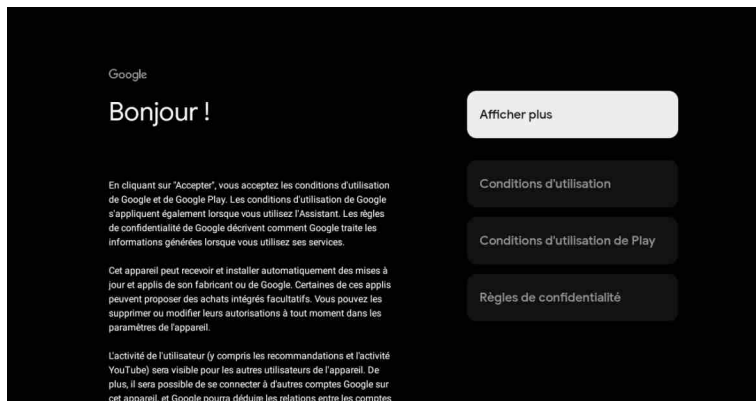 Google
Bonjour !
En cliquant sur "Accepter", vous acceptez les conditions d'utilisation
de Google et de Google Play. Les conditions d'utilisation de Google
s'appliquent également lorsque vous utilisez l'Assistant. Les règles
de confidentialité de Google décrivent comment Google traite les
informations générées lorsque vous utilisez ses services.
Cet appareil peut recevoir et installer automatiquement des mises à
jour et applis de son fabricant ou de Google. Certaines de ces applis
peuvent proposer des achats intégrés facultatifs. Vous pouvez les
supprimer ou modifier leurs autorisations à tout moment dans les
paramètres de l'appareil.
L'activité de l'utilisateur (y compris les recommandations et l'activité
YouTube) sera visible pour les autres utilisateurs de l'appareil. De
plus, il sera possible de se connecter à d'autres comptes Google sur
cet appareil, et Google pourra déduire les relations entre les comptes
Afficher plus
Conditions d'utilisation
Conditions d'utilisation de Play
Règles de confidentialité